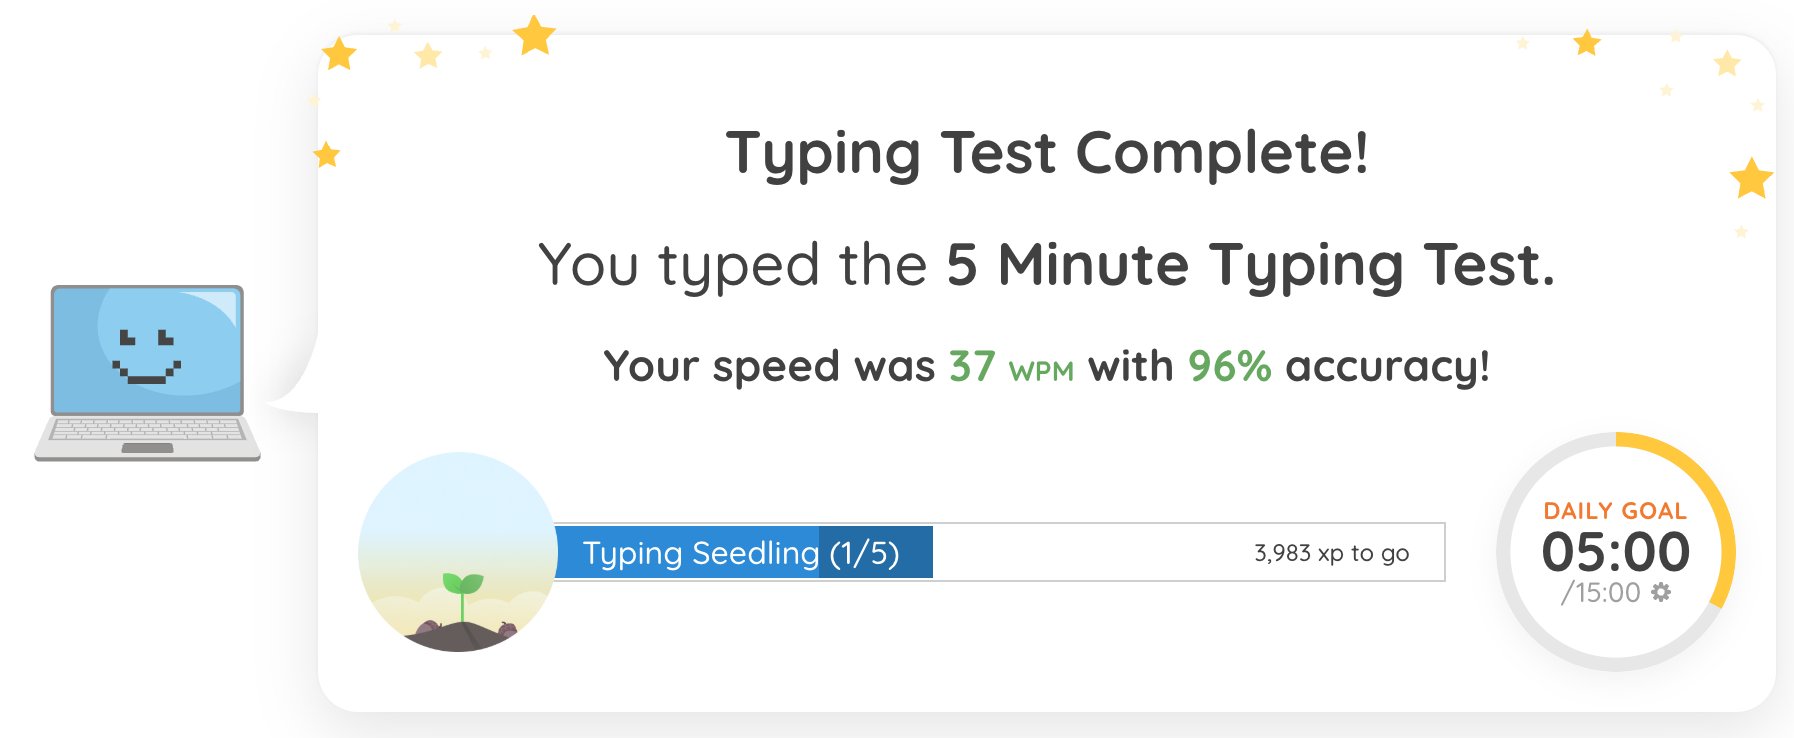 Typing Test Complete!
You typed the 5 Minute Typing Test.
Your speed was 37 WPM with 96% accuracy!
Typing Seedling (1/5)
3,983 xp to go
DAILY GOAL
05:00
/15:00